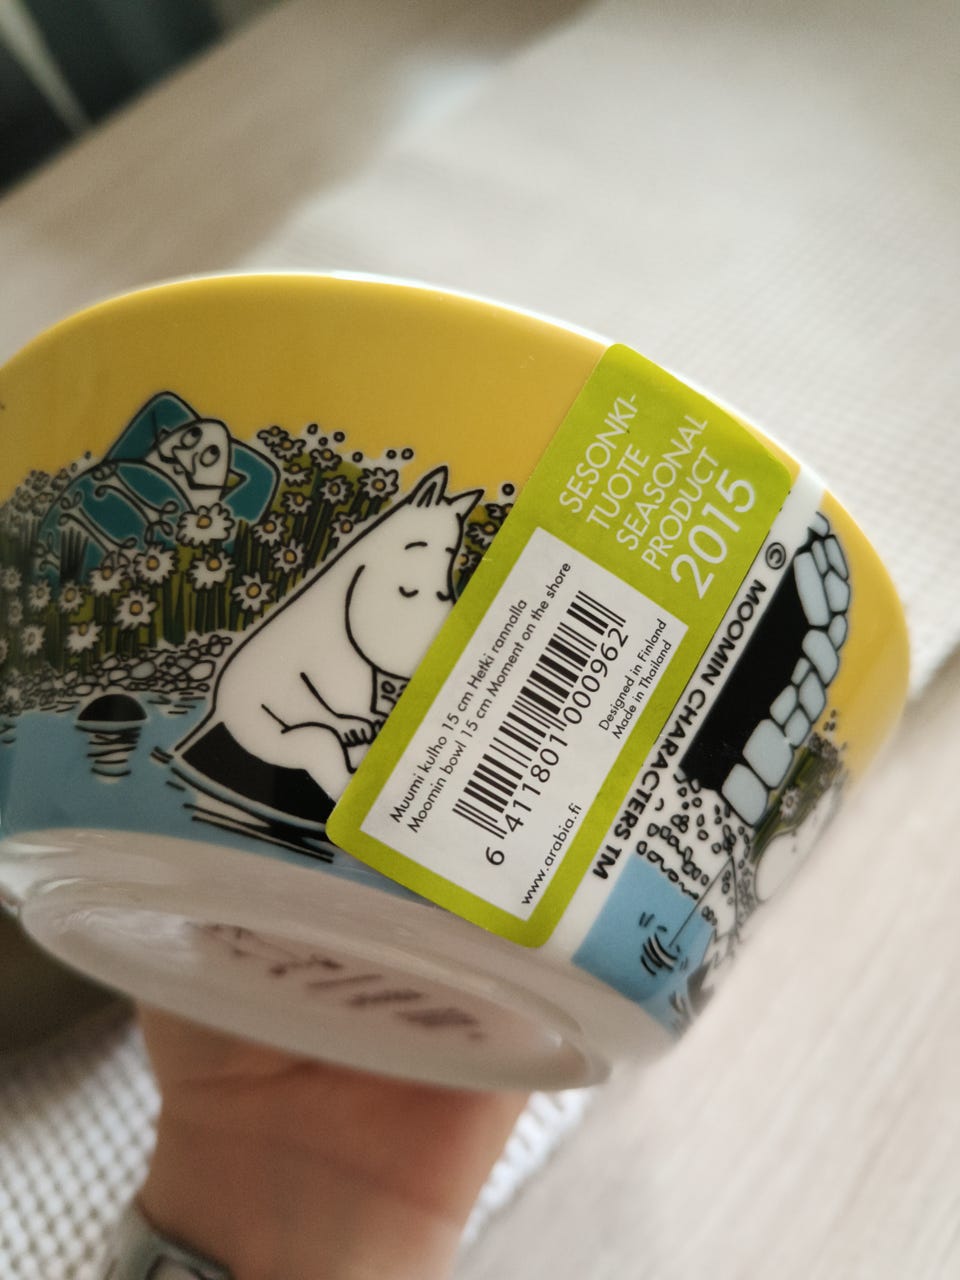 SESONKI-
TUOTE
SEASONAL
PRODUCT
2015
Muumi kulho 15 cm Hetki rannalla
Moomin bowl 15 cm Moment on the shore
6 411801 000962
Designed in Finland
Made in Thailand
www.arabia.fi
© MOOMIN CHARACTERS TM